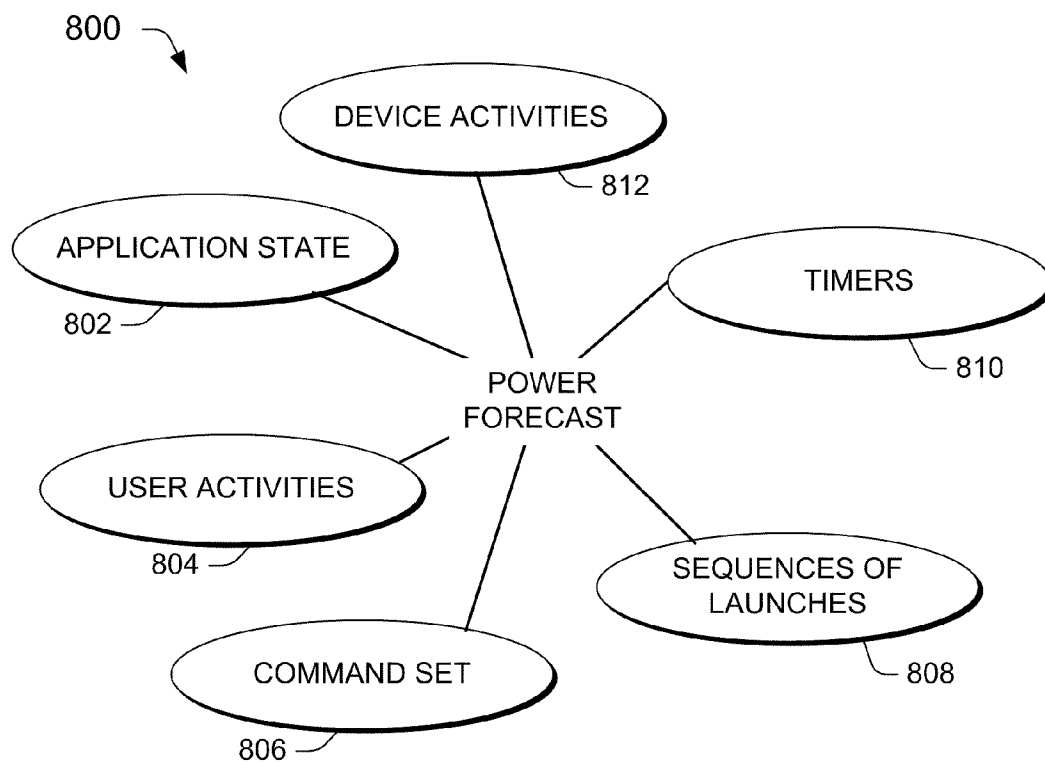 800
DEVICE ACTIVITIES
812
APPLICATION STATE
802
TIMERS
810
POWER
FORECAST
USER ACTIVITIES
804
SEQUENCES OF
LAUNCHES
808
COMMAND SET
806